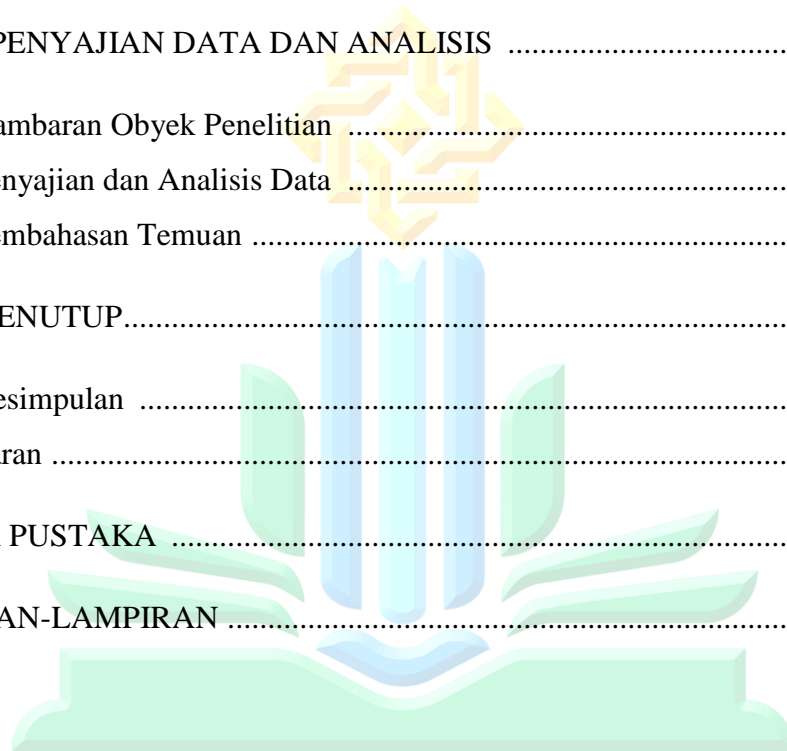 PENYAJIAN DATA DAN ANALISIS ..................................
ambaran Obyek Penelitian ......................................................
enyajian dan Analisis Data ......................................................
embahasan Temuan ..................................................................
ENUTUP...................................................................................
esimpulan .................................................................................
aran ...........................................................................................
PUSTAKA .............................................................................
AN-LAMPIRAN ......................................................................